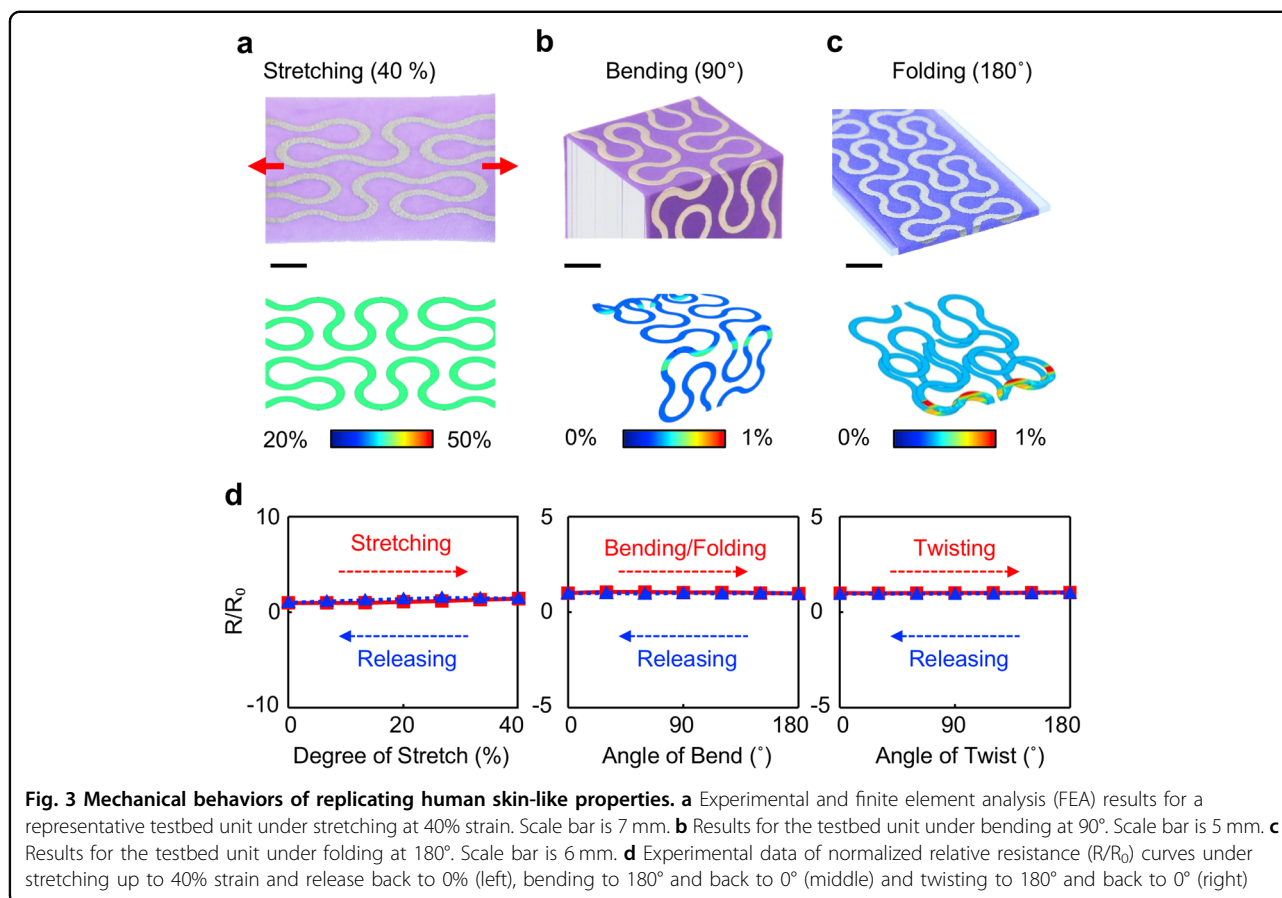 a
Stretching (40 %)
b
Bending (90°)
c
Folding (180°)
20% 50%
0% 1%
0% 1%
d
10
0
-10
R/R₀
Stretching
Releasing
0 20 40
Degree of Stretch (%)
5
0
-5
Bending/Folding
Releasing
0 90 180
Angle of Bend (°)
5
0
-5
Twisting
Releasing
0 90 180
Angle of Twist (°)
Fig. 3 Mechanical behaviors of replicating human skin-like properties. a Experimental and finite element analysis (FEA) results for a
representative testbed unit under stretching at 40% strain. Scale bar is 7 mm. b Results for the testbed unit under bending at 90°. Scale bar is 5 mm. c
Results for the testbed unit under folding at 180°. Scale bar is 6 mm. d Experimental data of normalized relative resistance (R/R₀) curves under
stretching up to 40% strain and release back to 0% (left), bending to 180° and back to 0° (middle) and twisting to 180° and back to 0° (right)